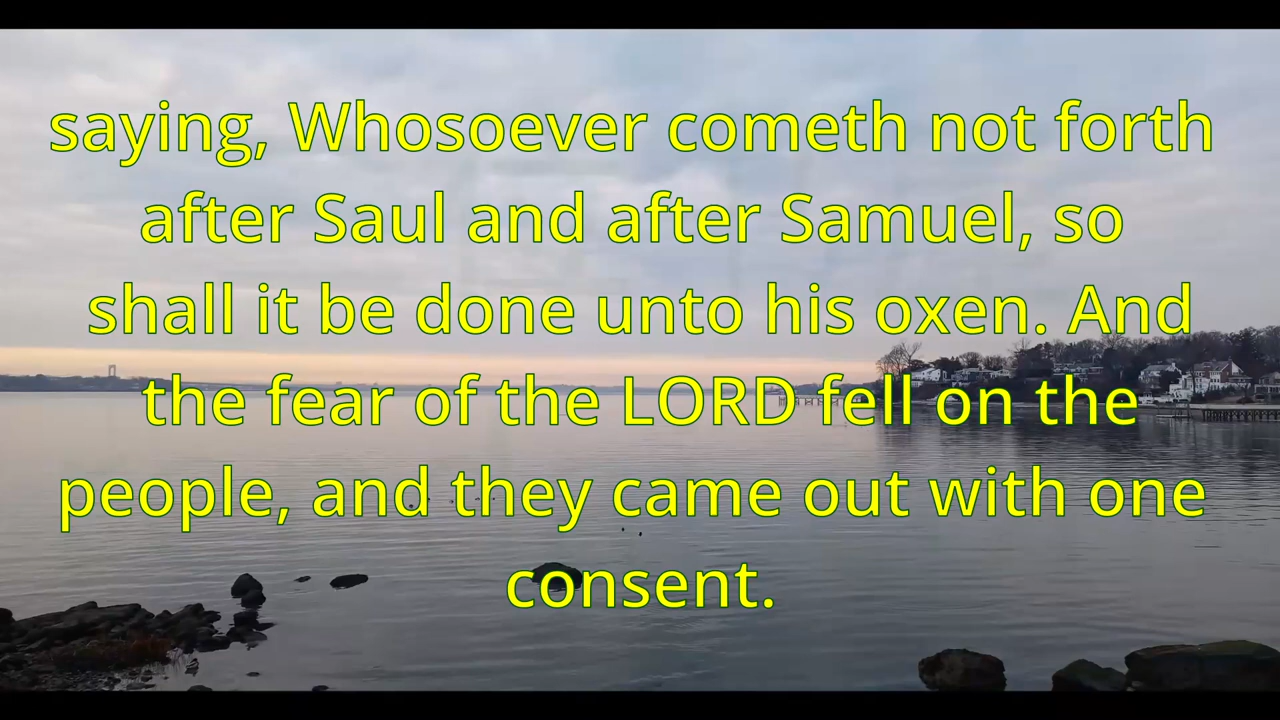 saying, Whosoever cometh not forth
after Saul and after Samuel, so
shall it be done unto his oxen. And
the fear of the LORD fell on the
people, and they came out with one
consent.